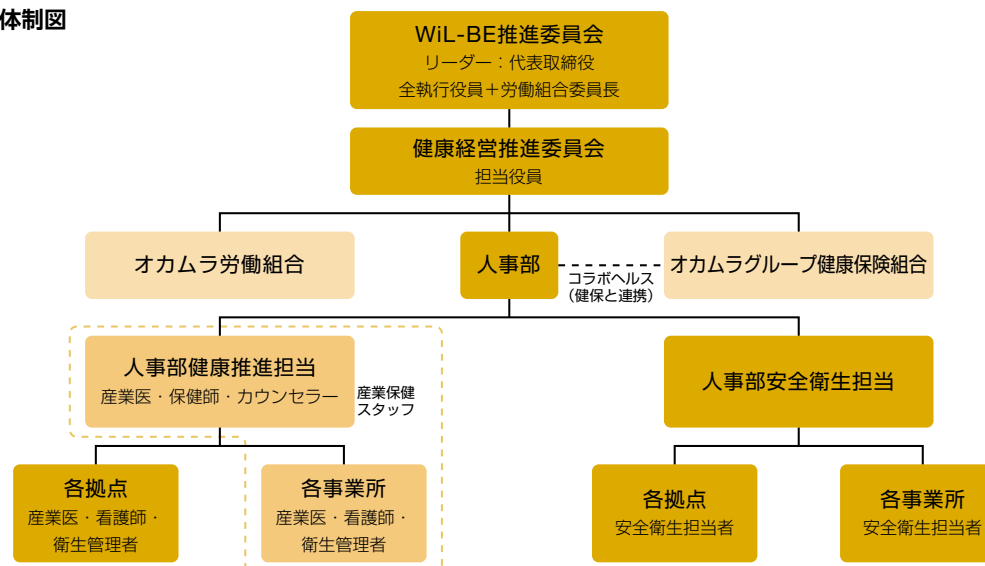 体制図
WiL-BE推進委員会
リーダー：代表取締役
全執行役員＋労働組合委員長
健康経営推進委員会
担当役員
オカムラ労働組合
人事部
コラボヘルス
（健保と連携）
オカムラグループ健康保険組合
人事部健康推進担当
産業医・保健師・カウンセラー
産業保健
スタッフ
人事部安全衛生担当
各拠点
産業医・看護師・
衛生管理者
各事業所
産業医・看護師・
衛生管理者
各拠点
安全衛生担当者
各事業所
安全衛生担当者